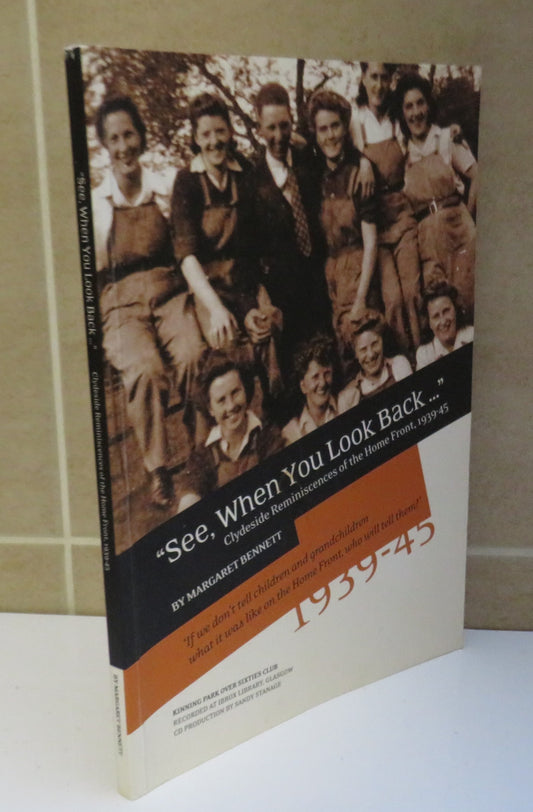 "See, When You Look Back ..."
Clydeside Reminiscences of the Home Front, 1939-45
BY MARGARET BENNETT
"See, When You Look Back ..."
Clydeside Reminiscences of the Home Front, 1939-45
BY MARGARET BENNETT
"If we don't tell children and grandchildren
what it was like on the Home Front, who will tell them?"
1939-45
KINNING PARK OVER SIXTIES CLUB
RECORDED AT IBROX LIBRARY, GLASGOW
CD PRODUCTION BY SANDY STANAGE